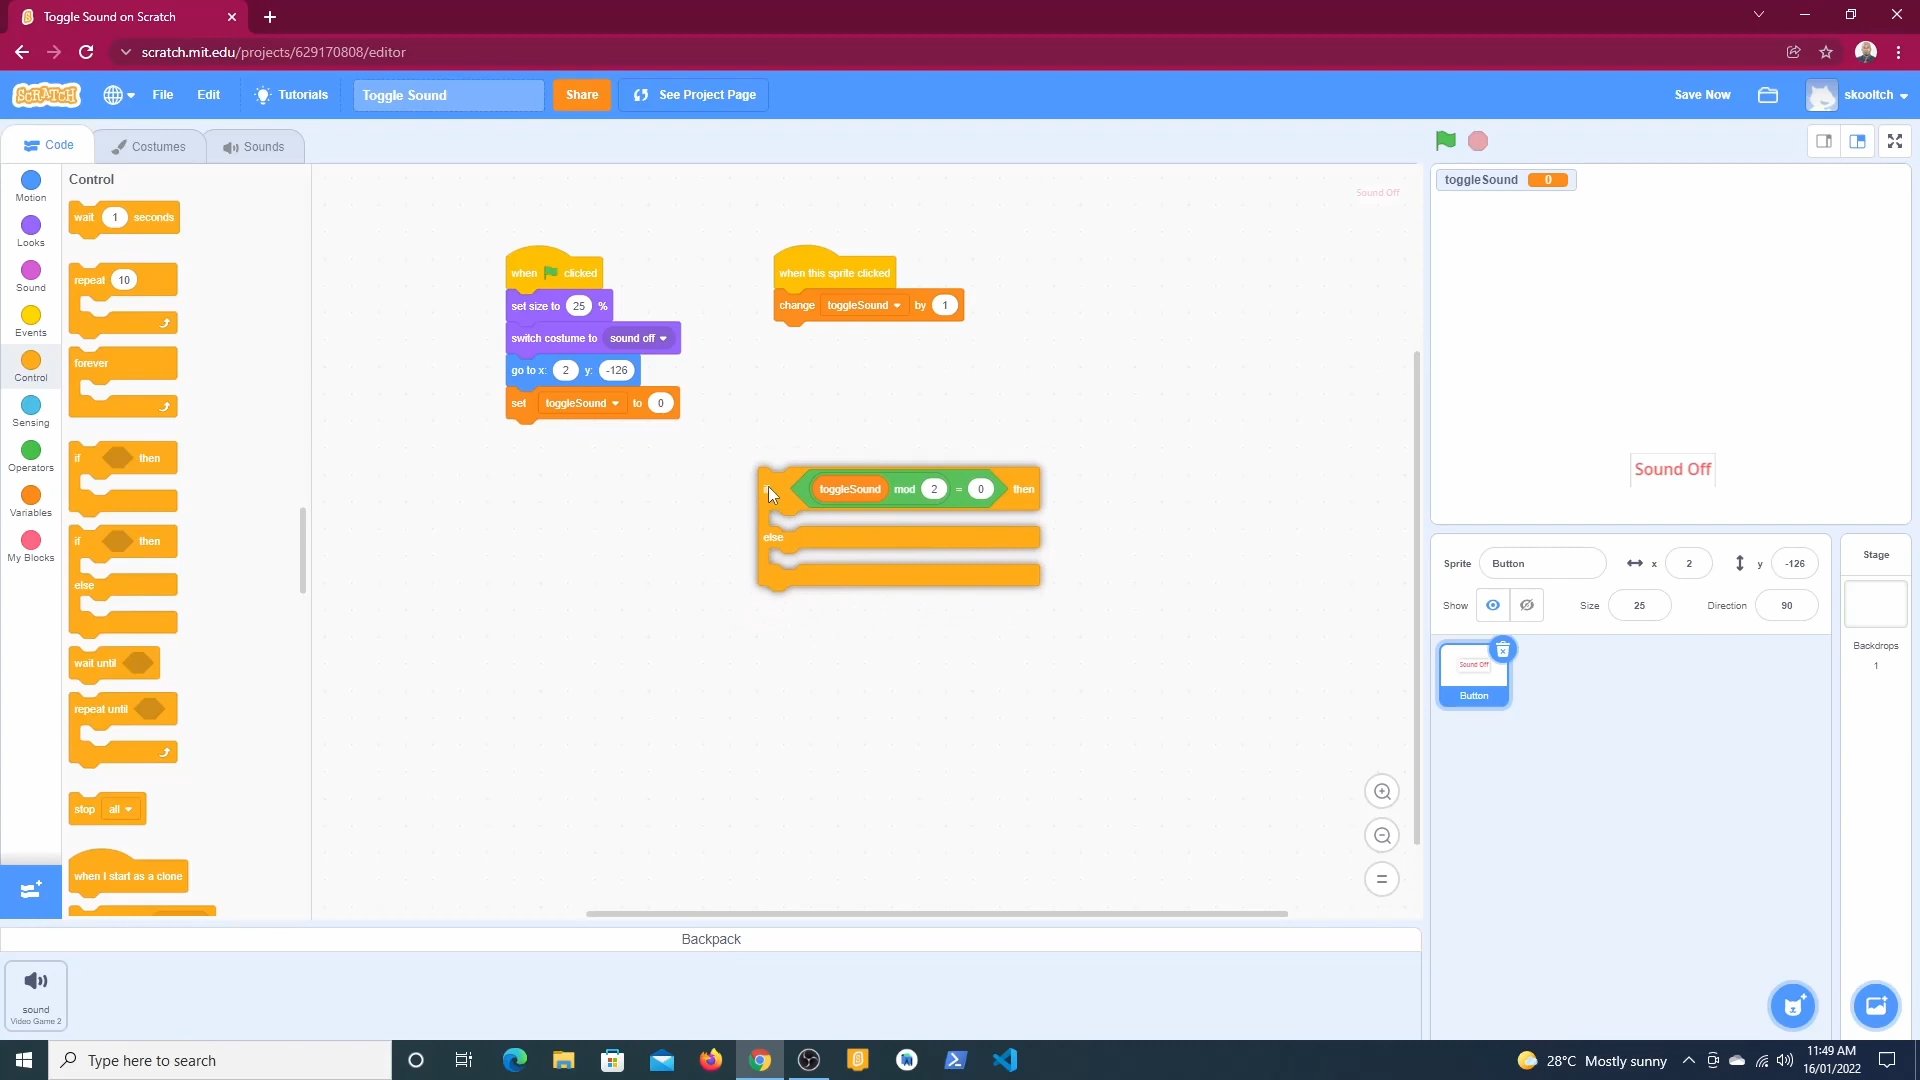 Toggle Sound on Scratch
scratch.mit.edu/projects/629170808/editor
SCRATCH
File
Edit
Tutorials
Toggle Sound
Share
See Project Page
Save Now
skooltch
Code
Costumes
Sounds
Motion
Looks
Sound
Events
Control
Sensing
Operators
Variables
My Blocks
Control
wait 1 seconds
repeat 10
forever
if then
if then
else
wait until
repeat until
stop all
when I start as a clone
Sound Off
when clicked
set size to 25 %
switch costume to sound off
go to x: 2 y: -126
set toggleSound to 0
when this sprite clicked
change toggleSound by 1
toggleSound mod 2 = 0 then
else
toggleSound 0
Sound Off
Sprite Button x 2 y -126
Show Size 25 Direction 90
Sound Off
Button
Stage
Backdrops
1
Backpack
sound
Video Game 2
Type here to search
28°C Mostly sunny
11:49 AM
16/01/2022